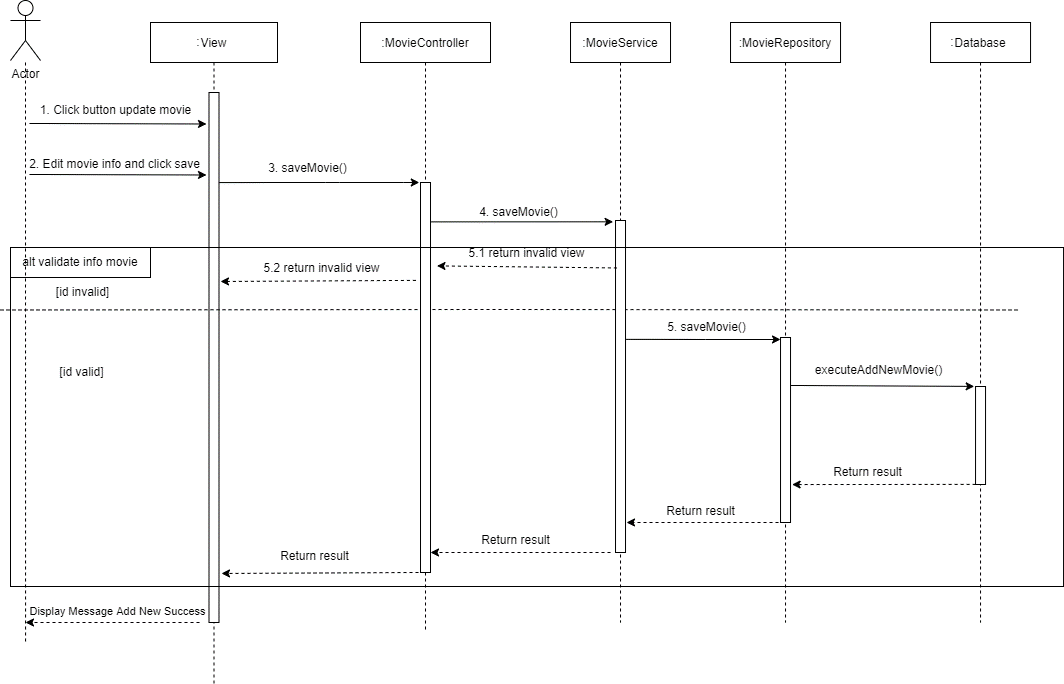 :View
:MovieController
:MovieService
:MovieRepository
:Database
Actor
1. Click button update movie
2. Edit movie info and click save
3. saveMovie()
4. saveMovie()
alt validate info movie
5.1 return invalid view
5.2 return invalid view
[id invalid]
5. saveMovie()
[id valid]
executeAddNewMovie()
Return result
Return result
Return result
Return result
Display Message Add New Success